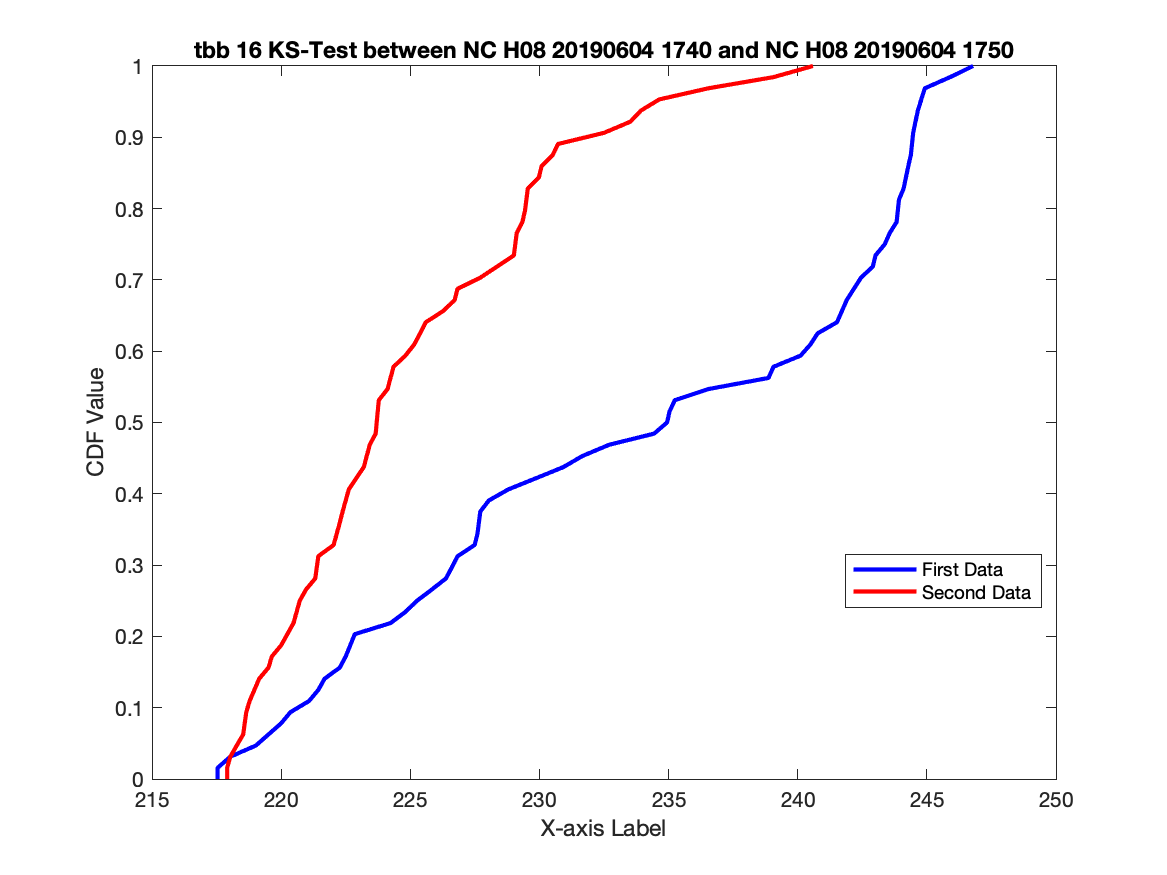 tbb 16 KS-Test between NC H08 20190604 1740 and NC H08 20190604 1750
1
0.9
0.8
0.7
0.6
0.5
0.4
0.3
0.2
0.1
0
CDF Value
First Data
Second Data
215 220 225 230 235 240 245 250
X-axis Label